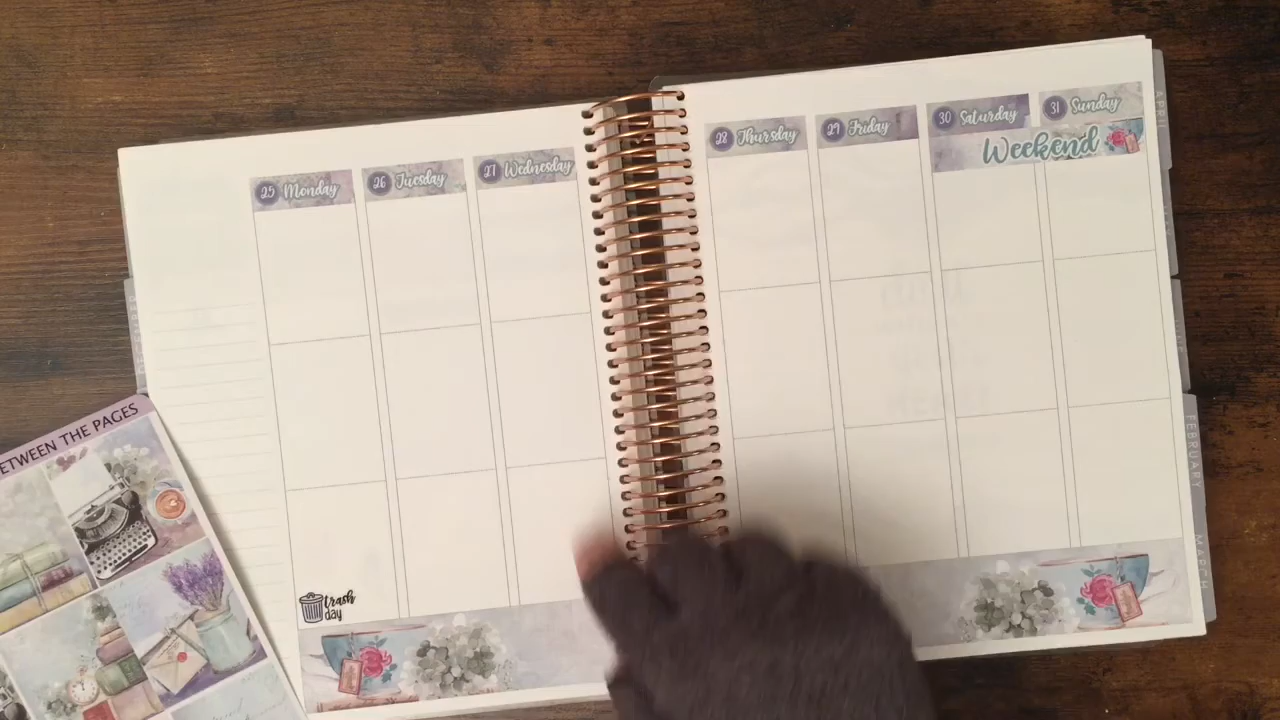 25 Monday
26 Tuesday
27 Wednesday
28 Thursday
29 Friday
30 Saturday
31 Sunday
Weekend
trash
day
ETWEEN THE PAGES
APRIL
FEBRUARY
MARCH